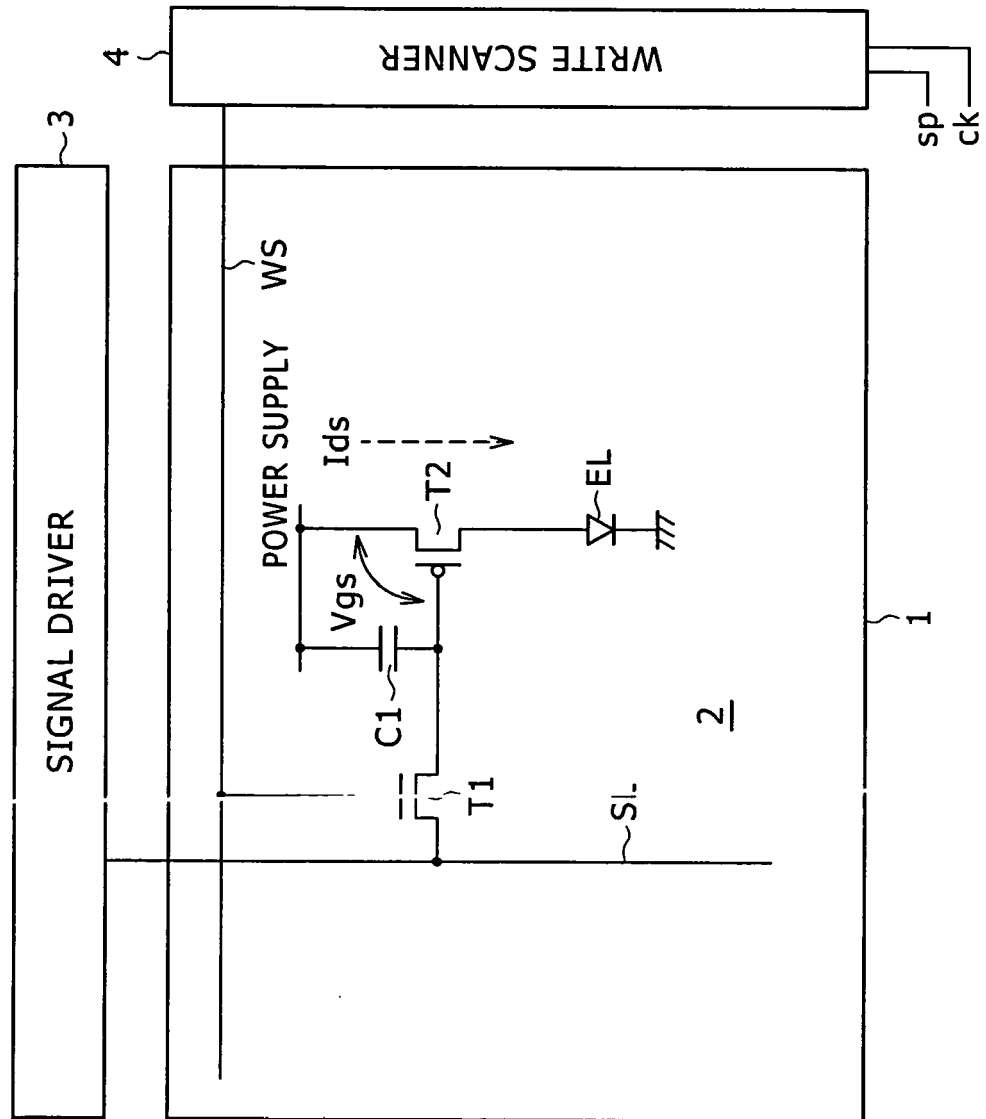 3
SIGNAL DRIVER
4
WRITE SCANNER
sp
ck
WS
POWER SUPPLY
Ids
Vgs
T2
C1
EL
T1
SL
2
1